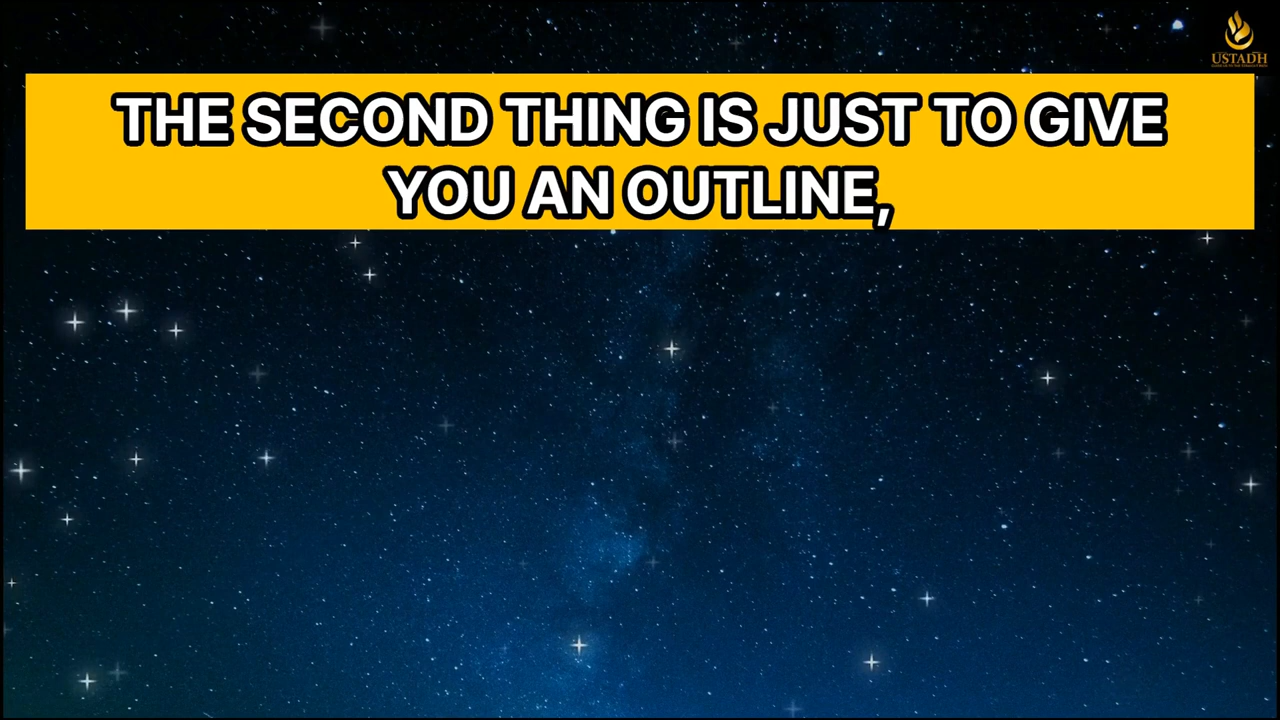 USTADH
THE SECOND THING IS JUST TO GIVE
YOU AN OUTLINE,